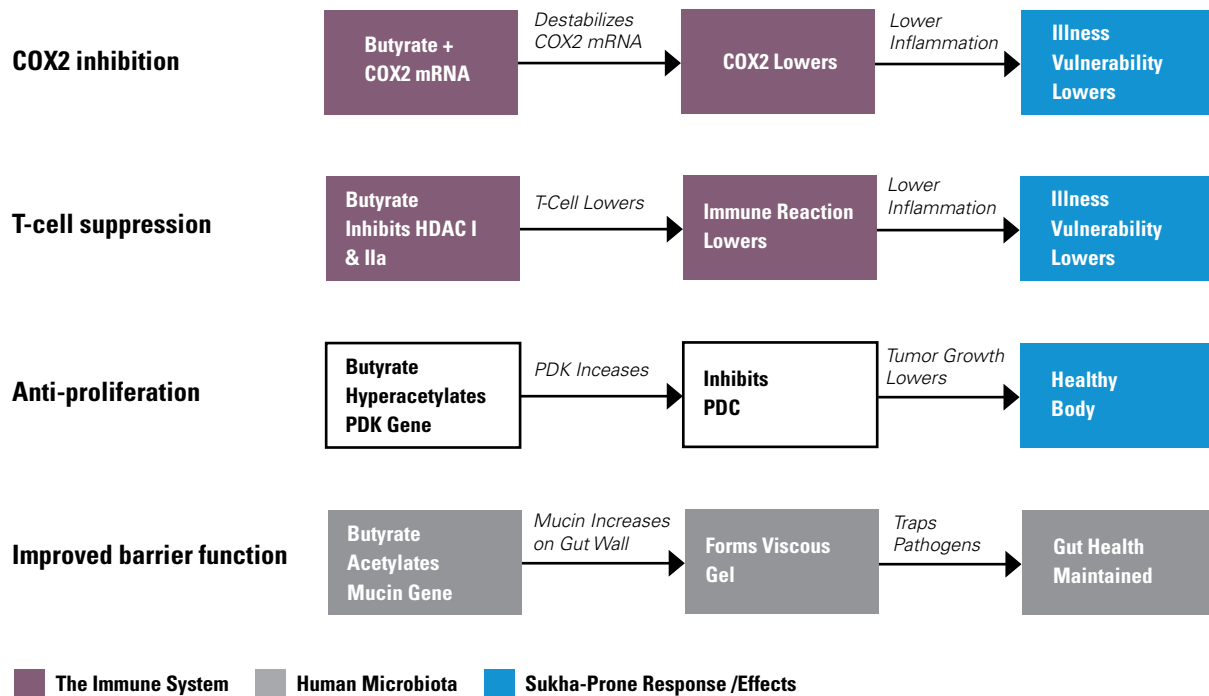 COX2 inhibition
Butyrate +
COX2 mRNA
Destabilizes
COX2 mRNA
COX2 Lowers
Lower
Inflammation
Illness
Vulnerability
Lowers
T-cell suppression
Butyrate
Inhibits HDAC I
& IIa
T-Cell Lowers
Immune Reaction
Lowers
Lower
Inflammation
Illness
Vulnerability
Lowers
Anti-proliferation
Butyrate
Hyperacetylates
PDK Gene
PDK Inceases
Inhibits
PDC
Tumor Growth
Lowers
Healthy
Body
Improved barrier function
Butyrate
Acetylates
Mucin Gene
Mucin Increases
on Gut Wall
Forms Viscous
Gel
Traps
Pathogens
Gut Health
Maintained
The Immune System
Human Microbiota
Sukha-Prone Response /Effects